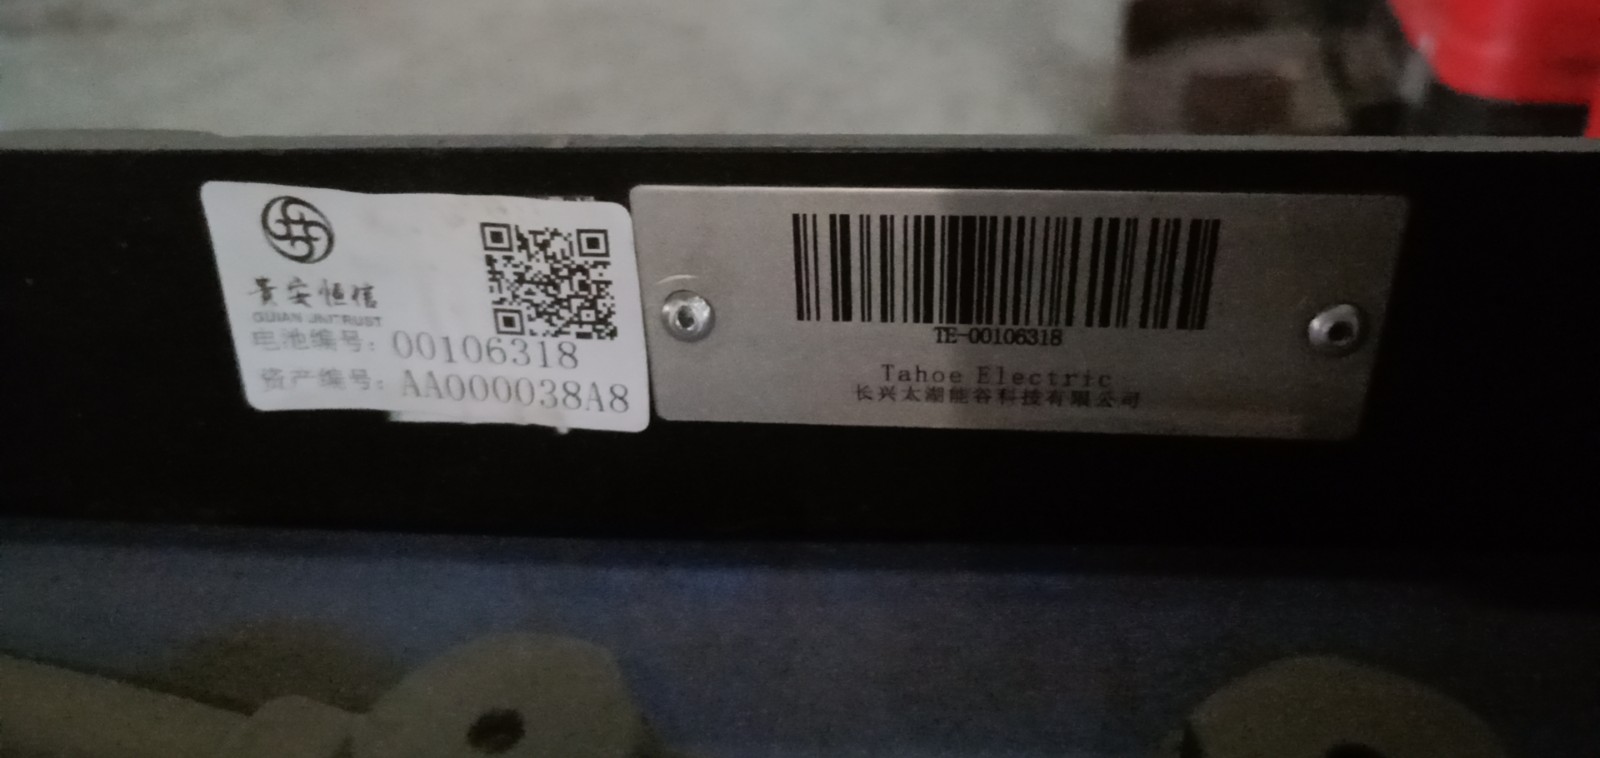 贵安恒信
GUIAN UNTRUST
电池编号：00106318
资产编号：AA000038A8
TE-00106318
Tahoe Electric
长兴太湖能谷科技有限公司